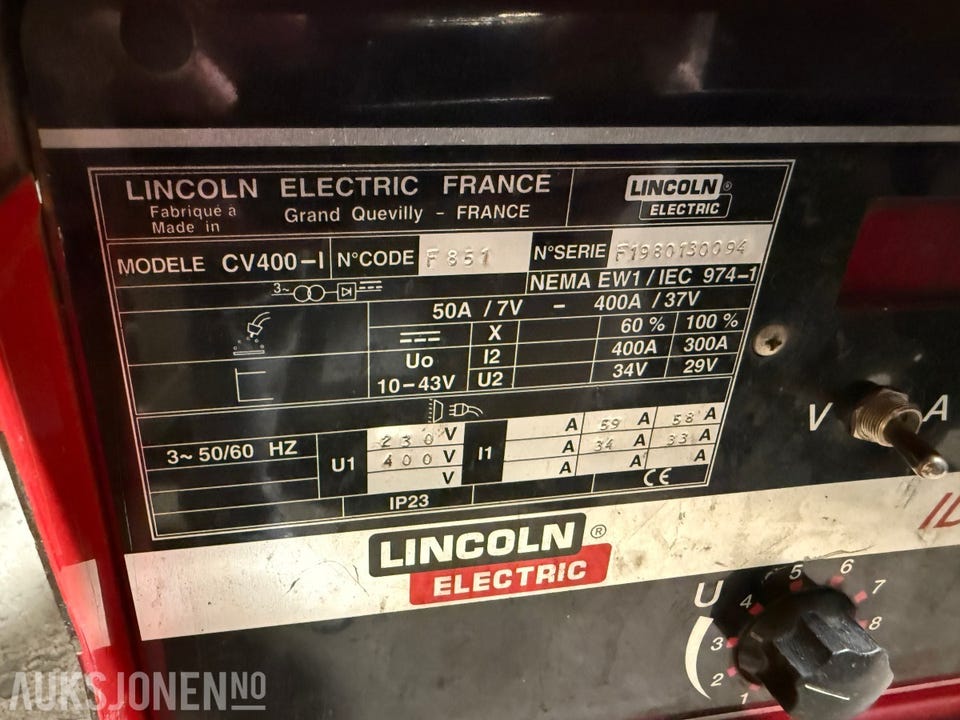 LINCOLN ELECTRIC FRANCE
Fabriqué à
Made in
Grand Quevilly - FRANCE
LINCOLN ®
ELECTRIC
MODELE CV400-I N°CODE F851 N°SERIE F1980130094
NEMA EW1/IEC 974-1
3~
50A / 7V - 400A / 37V
X 60 % 100 %
Uo I2 400A 300A
10-43V U2 34V 29V
3~ 50/60 HZ U1 I1
230 V A 59 A 58 A
400 V A 34 A 33 A
V A A A
IP23 CE
LINCOLN ®
ELECTRIC
V A
U
1 2 3 4 5 6 7 8
AUKSJONEN NO